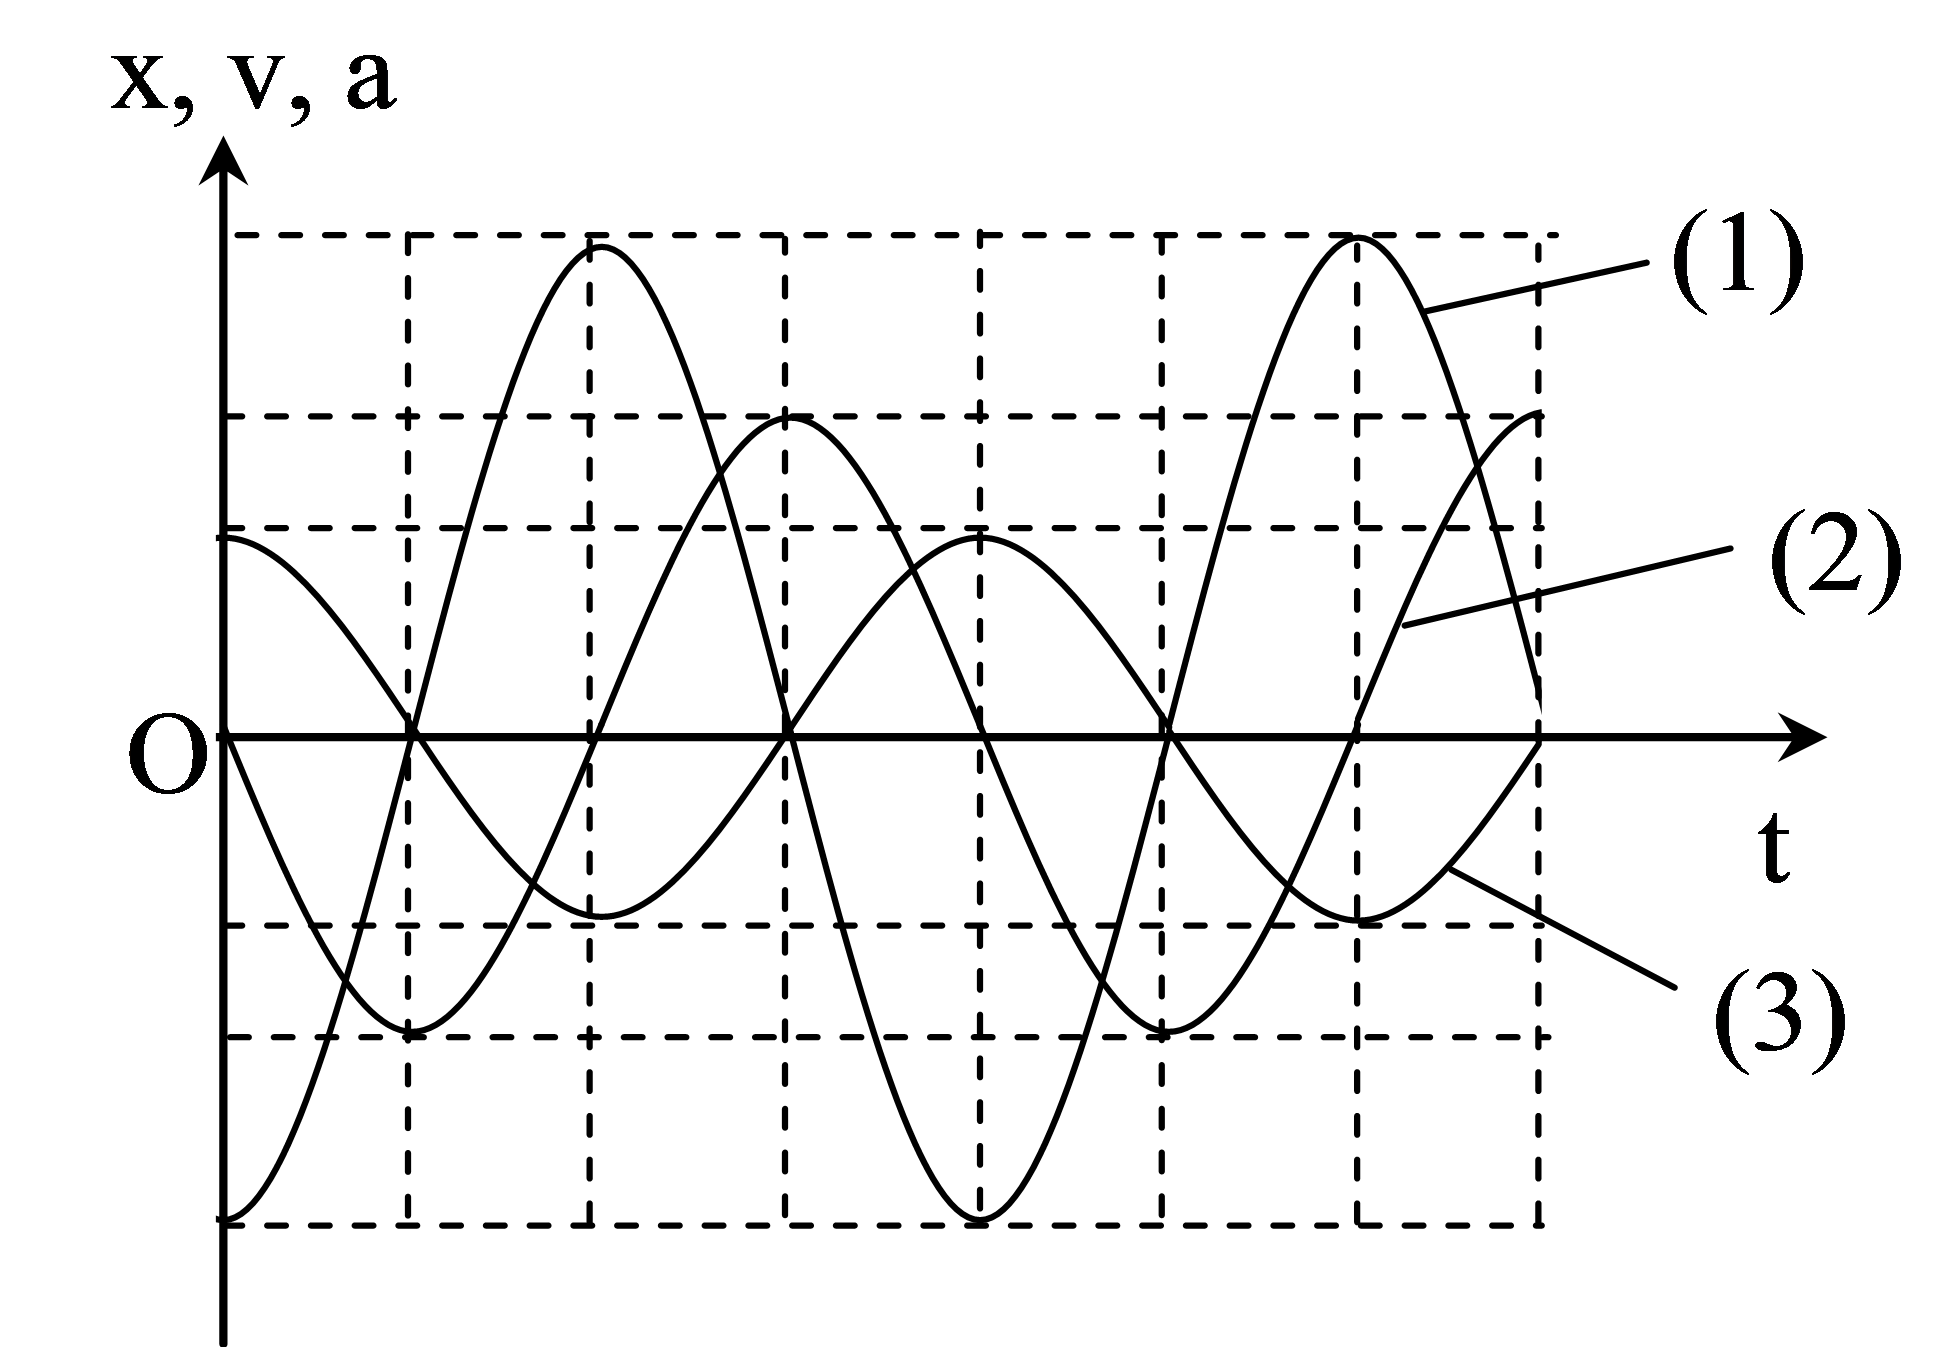 x, v, a
(1)
(2)
O
t
(3)